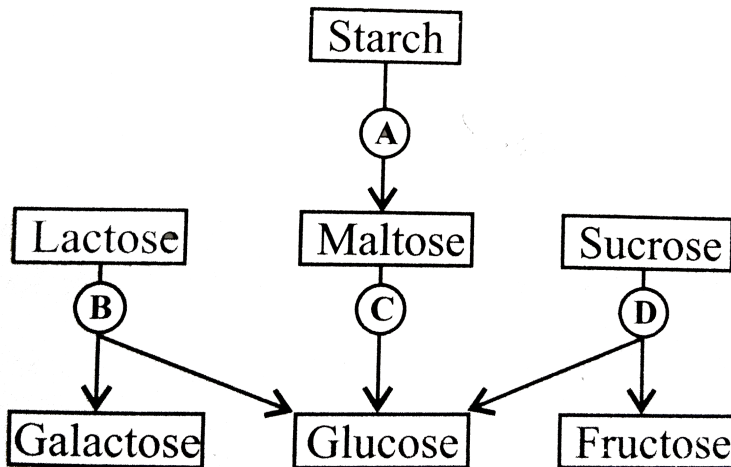 Starch
A
Lactose
Maltose
Sucrose
B
C
D
Galactose
Glucose
Fructose